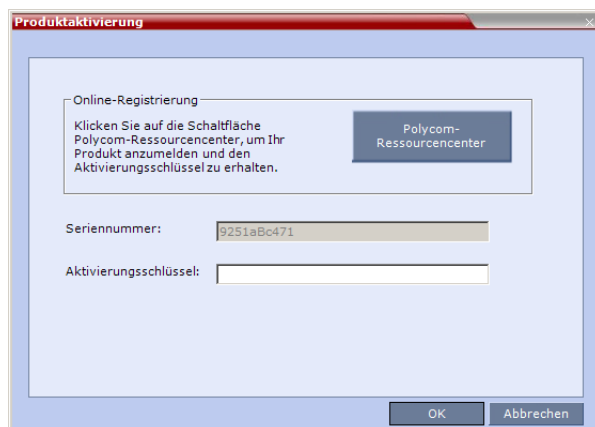 Produktaktivierung
Online-Registrierung
Klicken Sie auf die Schaltfläche
Polycom-Ressourcencenter, um Ihr
Produkt anzumelden und den
Aktivierungsschlüssel zu erhalten.
Polycom-
Ressourcencenter
Seriennummer:
9251aBc471
Aktivierungsschlüssel:
OK
Abbrechen